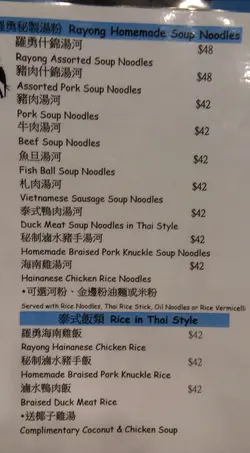 羅勇秘製湯粉 Rayong Homemade Soup Noodles
羅勇什錦湯河 $48
Rayong Assorted Soup Noodles
豬肉什錦湯河 $48
Assorted Pork Soup Noodles
豬肉湯河 $42
Pork Soup Noodles
牛肉湯河 $42
Beef Soup Noodles
魚旦湯河 $42
Fish Ball Soup Noodles
札肉湯河 $42
Vietnamese Sausage Soup Noodles
泰式鴨肉湯河 $42
Duck Meat Soup Noodles in Thai Style
秘制滷水豬手湯河 $42
Homemade Braised Pork Knuckle Soup Noodles
海南雞湯河 $42
Hainanese Chicken Rice Noodles
•可選河粉、金邊粉油麵或米粉
Served with Rice Noodles, Thai Rice Stick, Oil Noodles or Rice Vermicelli
泰式飯類 Rice in Thai Style
羅勇海南雞飯 $42
Rayong Hainanese Chicken Rice
秘制滷水豬手飯 $42
Homemade Braised Pork Knuckle Rice
滷水鴨肉飯 $42
Braised Duck Meat Rice
•送椰子雞湯
Complimentary Coconut & Chicken Soup